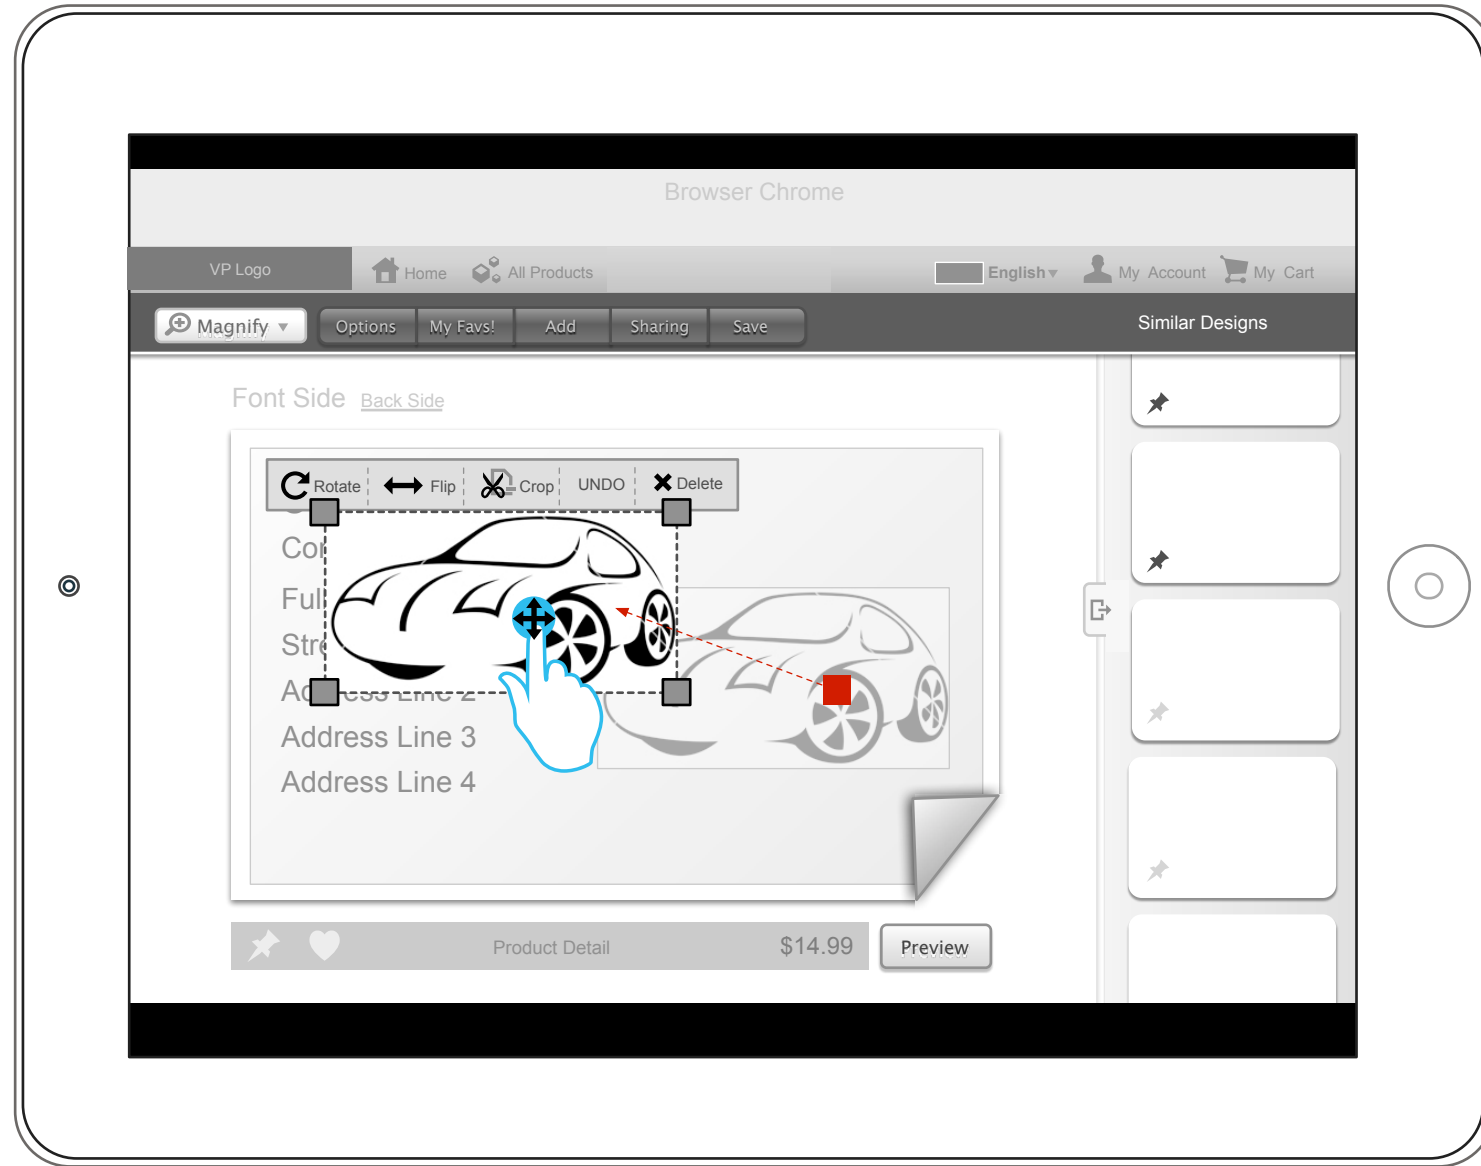 Browser Chrome
VP Logo Home All Products English My Account My Cart
Magnify Options My Favs! Add Sharing Save Similar Designs
Font Side Back Side
Rotate Flip Crop UNDO Delete
Address Line 3
Address Line 4
Product Detail $14.99 Preview